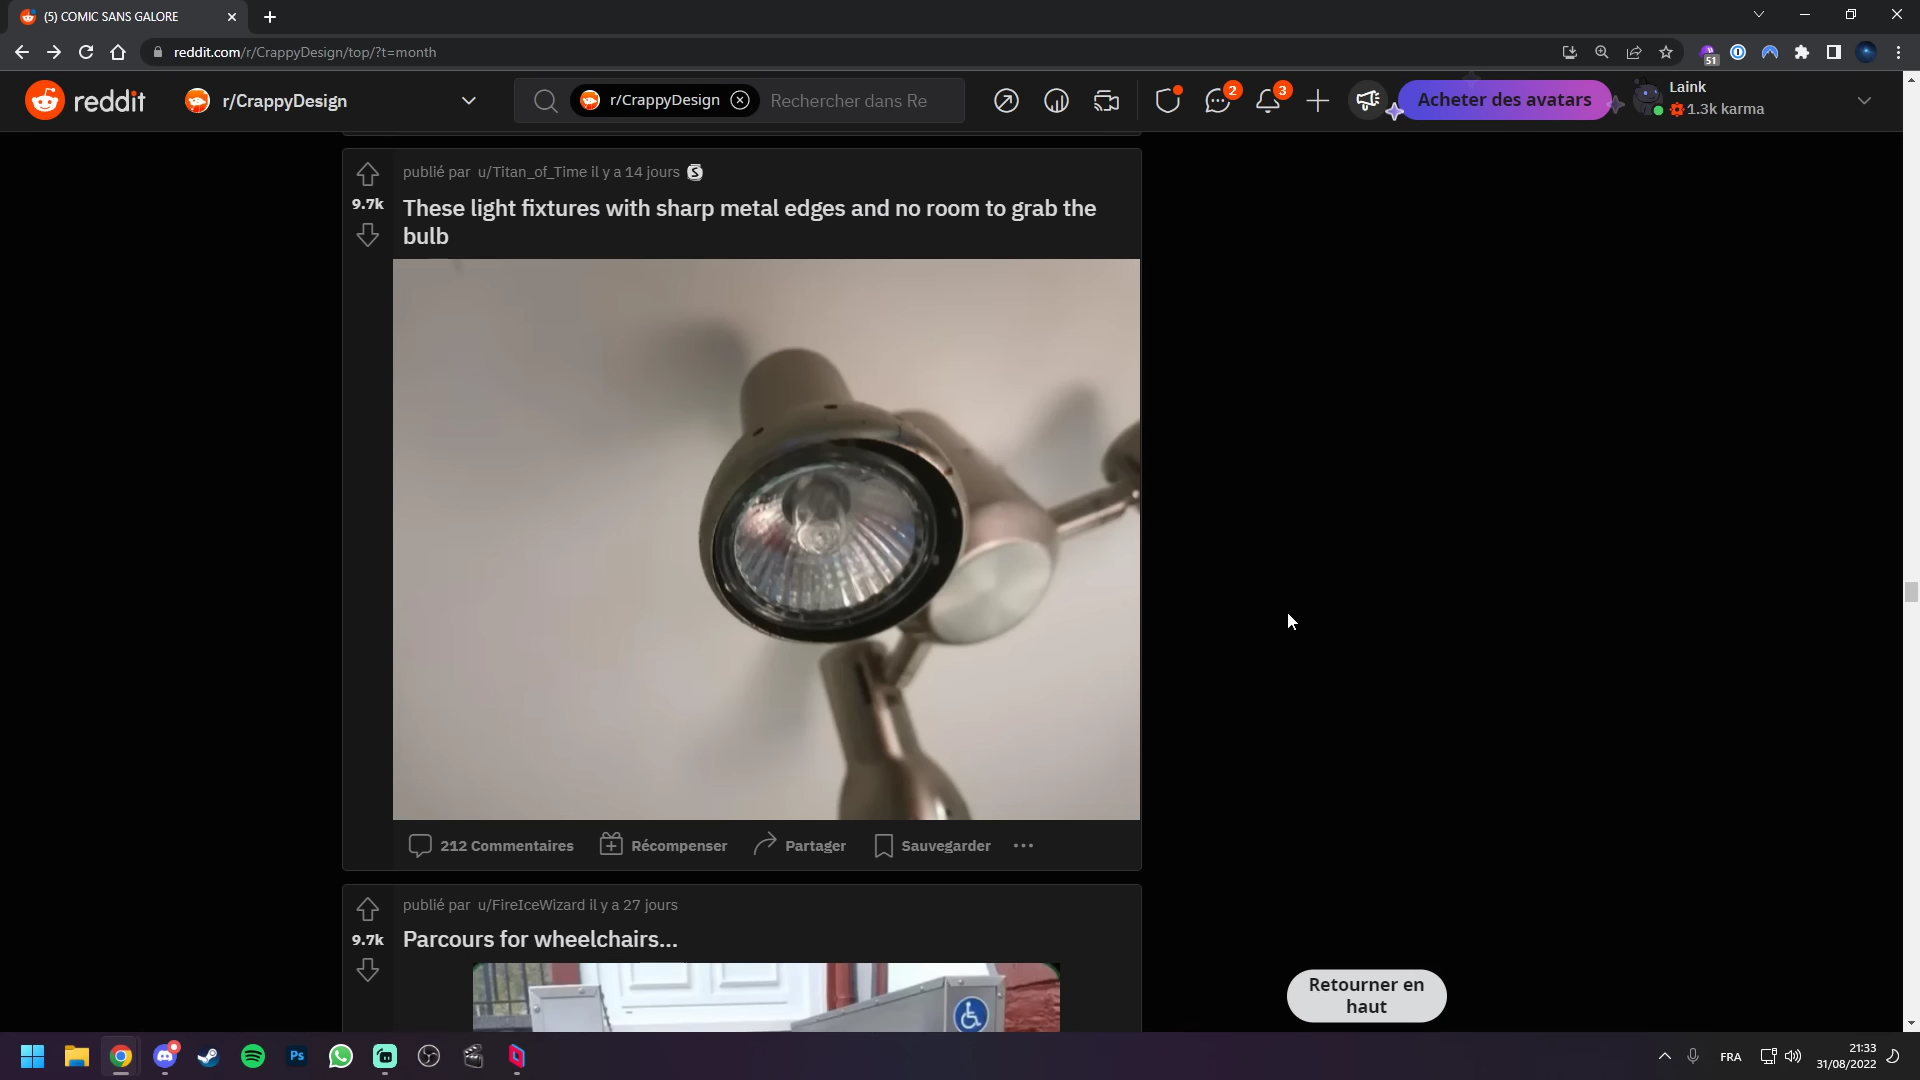 (5) COMIC SANS GALORE
reddit.com/r/CrappyDesign/top/?t=month
51
reddit
r/CrappyDesign
r/CrappyDesign
Rechercher dans Re
2
3
Acheter des avatars
Laink
1.3k karma
publié par u/Titan_of_Time il y a 14 jours
S
9.7k
These light fixtures with sharp metal edges and no room to grab the
bulb
212 Commentaires
Récompenser
Partager
Sauvegarder
publié par u/FireIceWizard il y a 27 jours
9.7k
Parcours for wheelchairs...
Retourner en
haut
Ps
FRA
21:33
31/08/2022